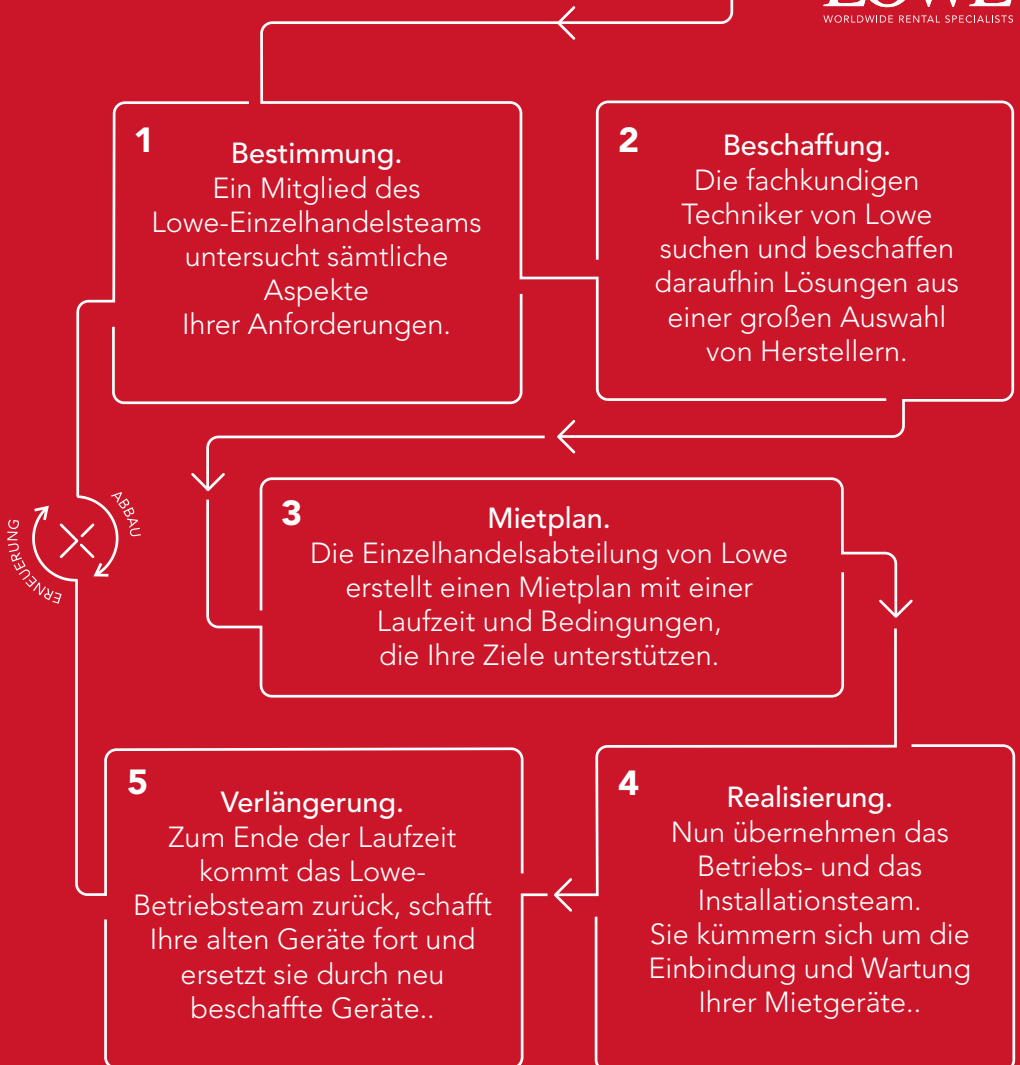 LOWE
WORLDWIDE RENTAL SPECIALISTS
1
Bestimmung.
Ein Mitglied des
Lowe-Einzelhandelsteams
untersucht sämtliche
Aspekte
Ihrer Anforderungen.
2
Beschaffung.
Die fachkundigen
Techniker von Lowe
suchen und beschaffen
daraufhin Lösungen aus
einer großen Auswahl
von Herstellern.
ABBAU
ERNEUERUNG
3
Mietplan.
Die Einzelhandelsabteilung von Lowe
erstellt einen Mietplan mit einer
Laufzeit und Bedingungen,
die Ihre Ziele unterstützen.
4
Realisierung.
Nun übernehmen das
Betriebs- und das
Installationsteam.
Sie kümmern sich um die
Einbindung und Wartung
Ihrer Mietgeräte..
5
Verlängerung.
Zum Ende der Laufzeit
kommt das Lowe-
Betriebsteam zurück, schafft
Ihre alten Geräte fort und
ersetzt sie durch neu
beschaffte Geräte..